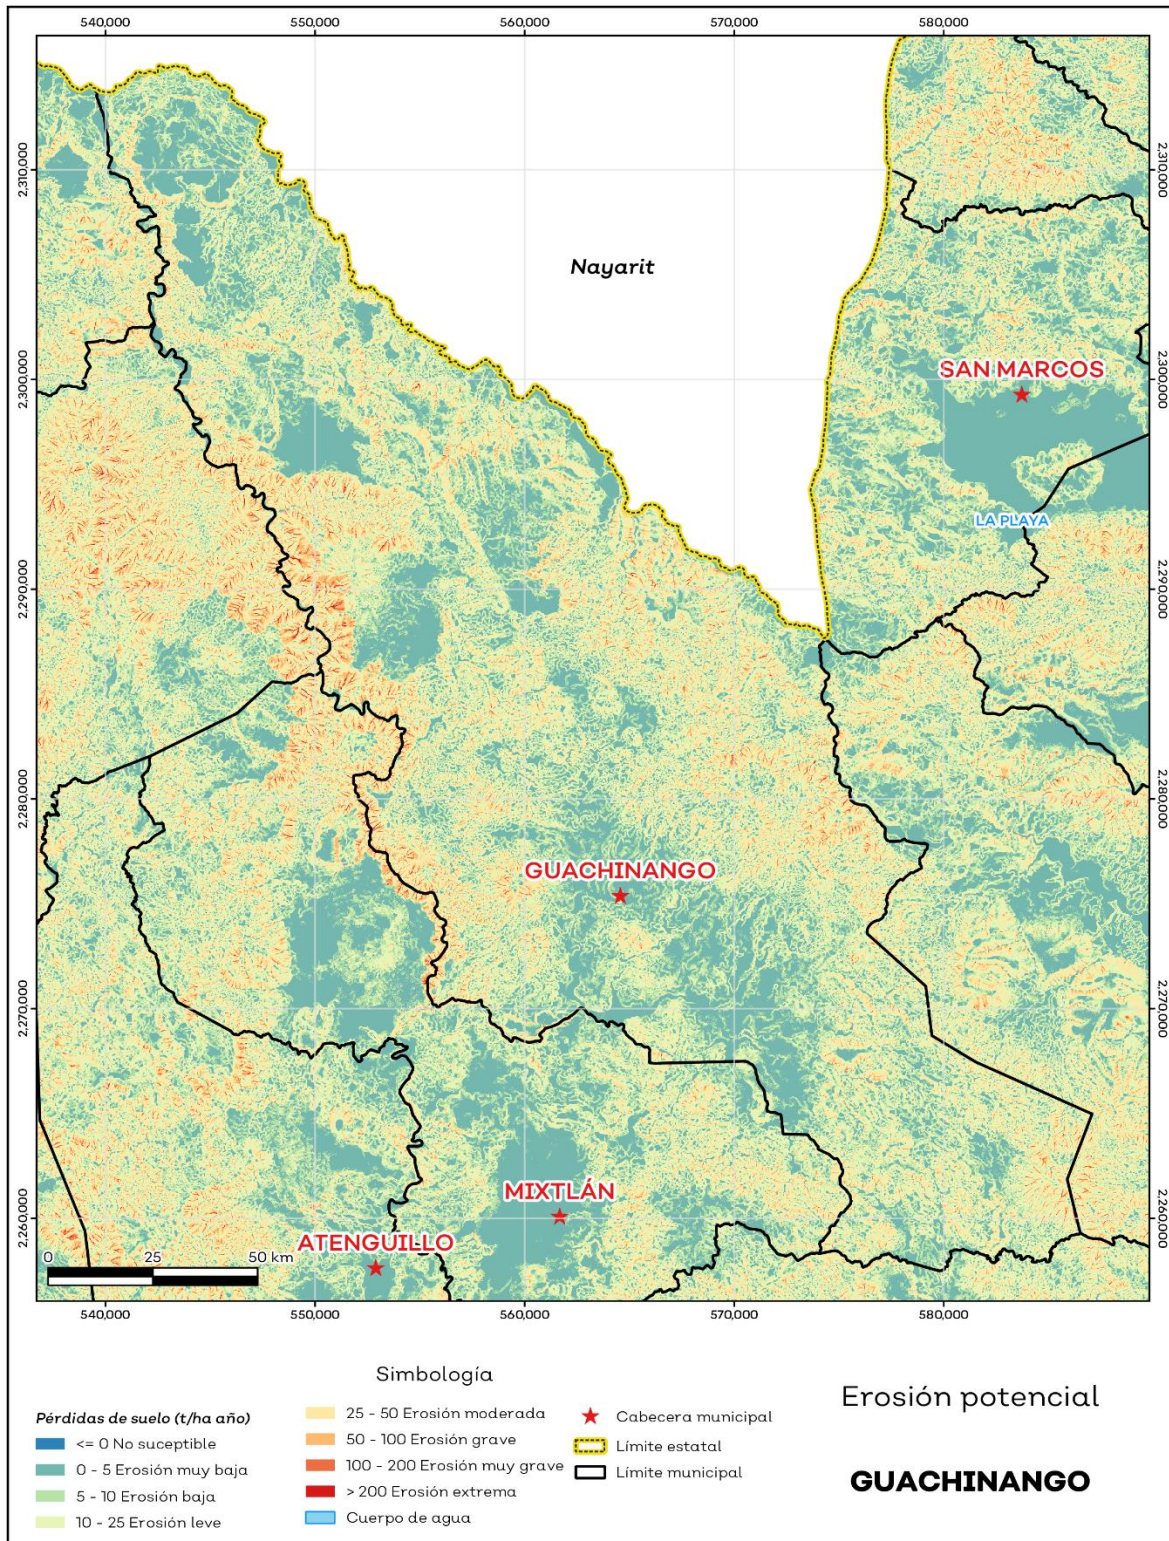 540,000 550,000 560,000 570,000 580,000
2,310,000 2,310,000
Nayarit
2,300,000 2,300,000
SAN MARCOS
LA PLAYA
2,290,000 2,290,000
2,280,000 2,280,000
GUACHINANGO
2,270,000 2,270,000
MIXTLÁN
2,260,000 2,260,000
ATENGUILLO
0 25 50 km
540,000 550,000 560,000 570,000 580,000
Simbología
Pérdidas de suelo (t/ha año)
<= 0 No suceptible
0 - 5 Erosión muy baja
5 - 10 Erosión baja
10 - 25 Erosión leve
25 - 50 Erosión moderada
50 - 100 Erosión grave
100 - 200 Erosión muy grave
> 200 Erosión extrema
Cuerpo de agua
Cabecera municipal
Límite estatal
Límite municipal
Erosión potencial
GUACHINANGO